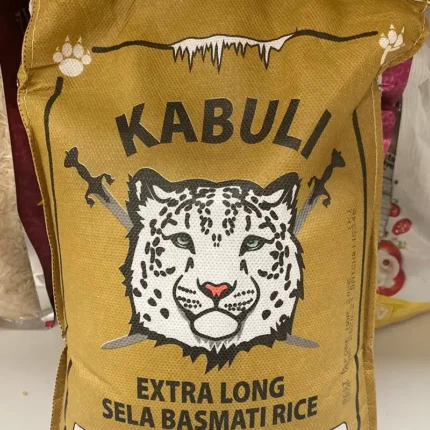 KABULI
EXTRA LONG
SELA BASMATI RICE